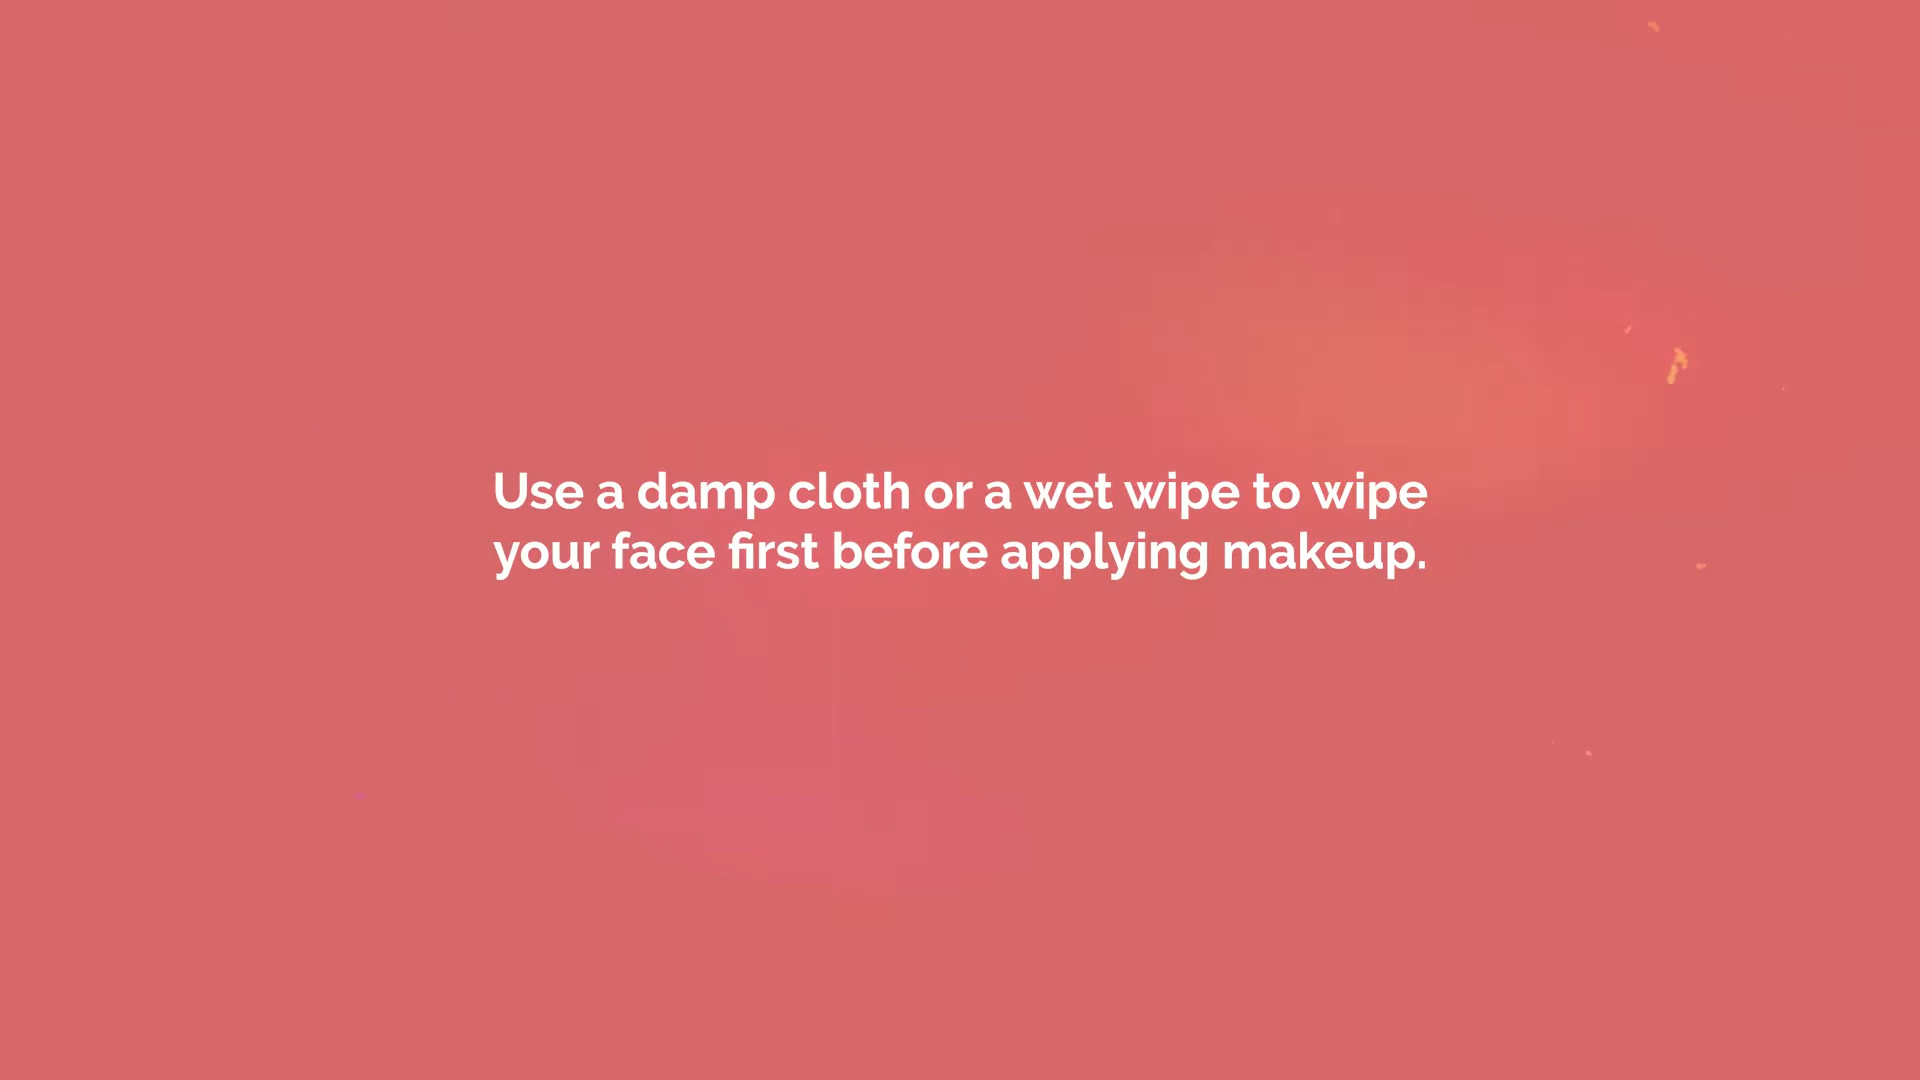 Use a damp cloth or a wet wipe to wipe
your face first before applying makeup.